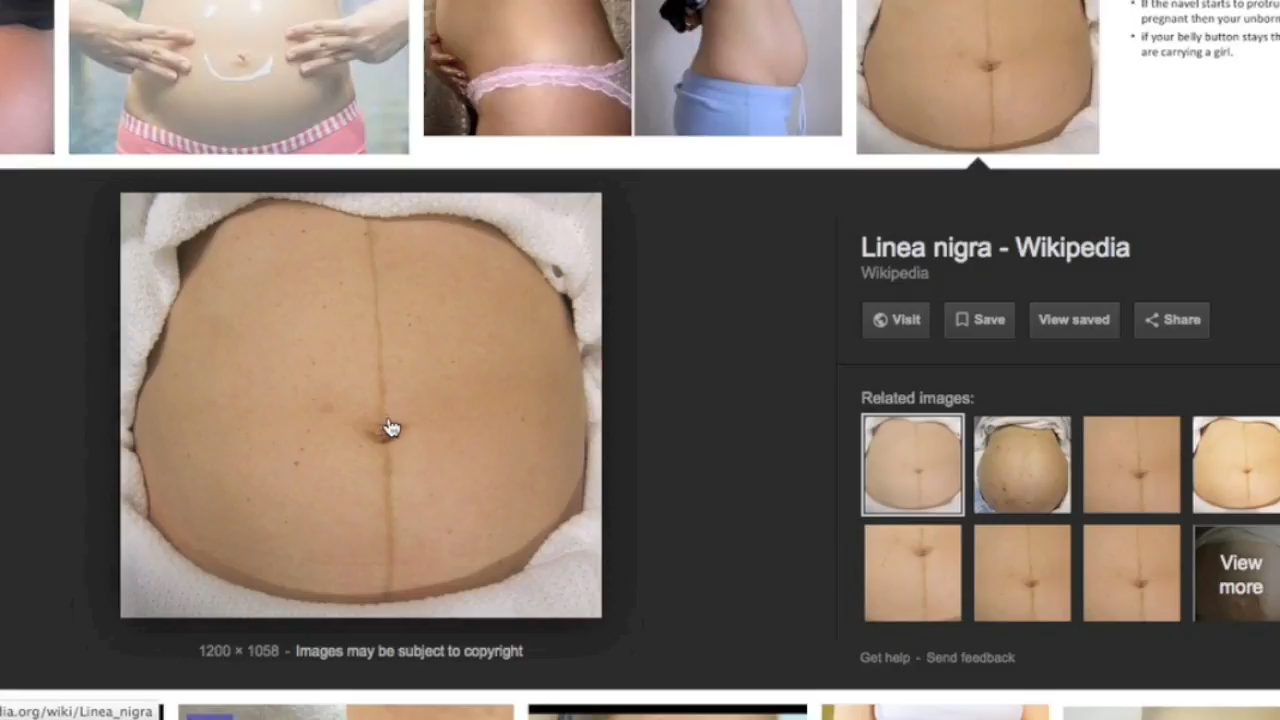 If the navel starts to protru
pregnant then your unborn
if your belly button stays th
are carrying a girl.
Linea nigra - Wikipedia
Wikipedia
Visit
Save
View saved
Share
Related images:
View
more
1200 × 1058 - Images may be subject to copyright
Get help - Send feedback
dia.org/wiki/Linea_nigra